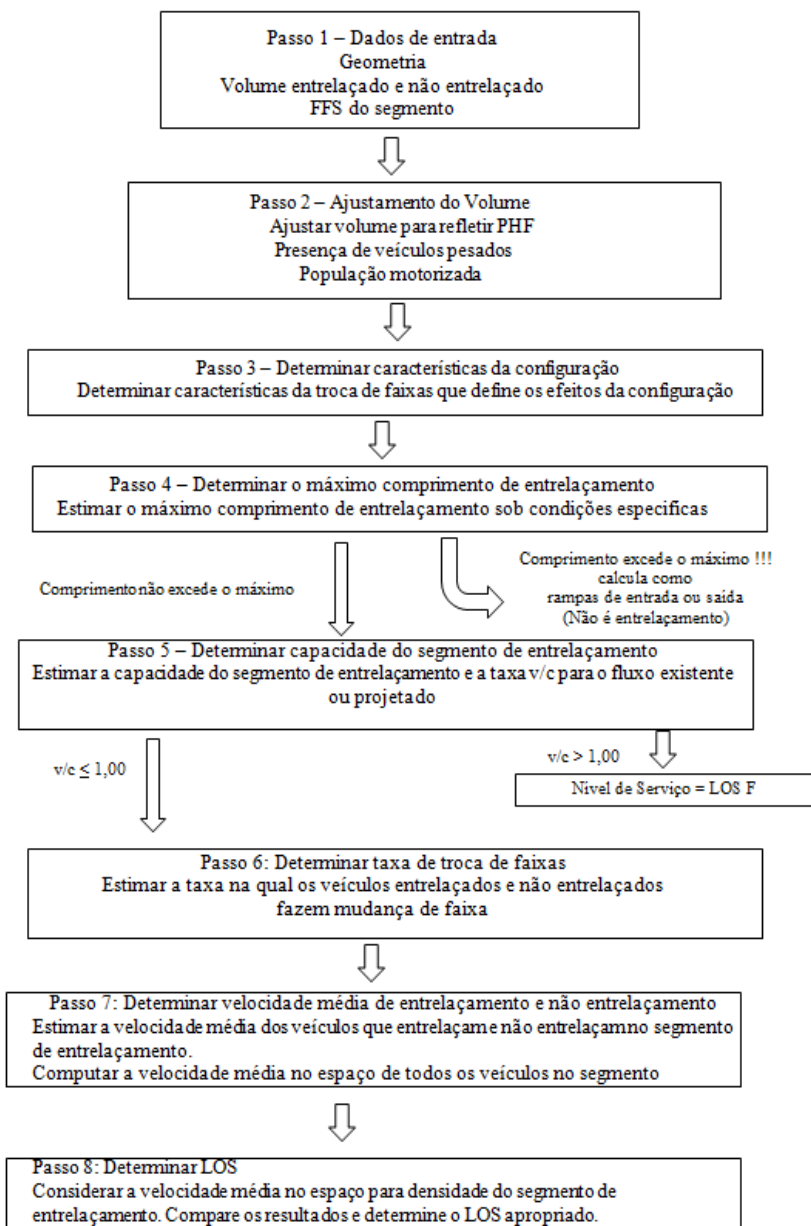 Passo 1 – Dados de entrada
Geometria
Volume entrelaçado e não entrelaçado
FFS do segmento
Passo 2 – Ajustamento do Volume
Ajustar volume para refletir PHF
Presença de veículos pesados
População motorizada
Passo 3 – Determinar características da configuração
Determinar características da troca de faixas que define os efeitos da configuração
Passo 4 – Determinar o máximo comprimento de entrelaçamento
Estimar o máximo comprimento de entrelaçamento sob condições especificas
Comprimento não excede o máximo
Comprimento excede o máximo !!!
calcula como
rampas de entrada ou saída
(Não é entrelaçamento)
Passo 5 – Determinar capacidade do segmento de entrelaçamento
Estimar a capacidade do segmento de entrelaçamento e a taxa v/c para o fluxo existente
ou projetado
v/c ≤ 1,00
v/c > 1,00
Nivel de Serviço = LOS F
Passo 6: Determinar taxa de troca de faixas
Estimar a taxa na qual os veículos entrelaçados e não entrelaçados
fazem mudança de faixa
Passo 7: Determinar velocidade média de entrelaçamento e não entrelaçamento
Estimar a velocidade média dos veículos que entrelaçam e não entrelaçam no segmento
de entrelaçamento.
Computar a velocidade média no espaço de todos os veículos no segmento
Passo 8: Determinar LOS
Considerar a velocidade média no espaço para densidade do segmento de
entrelaçamento. Compare os resultados e determine o LOS apropriado.